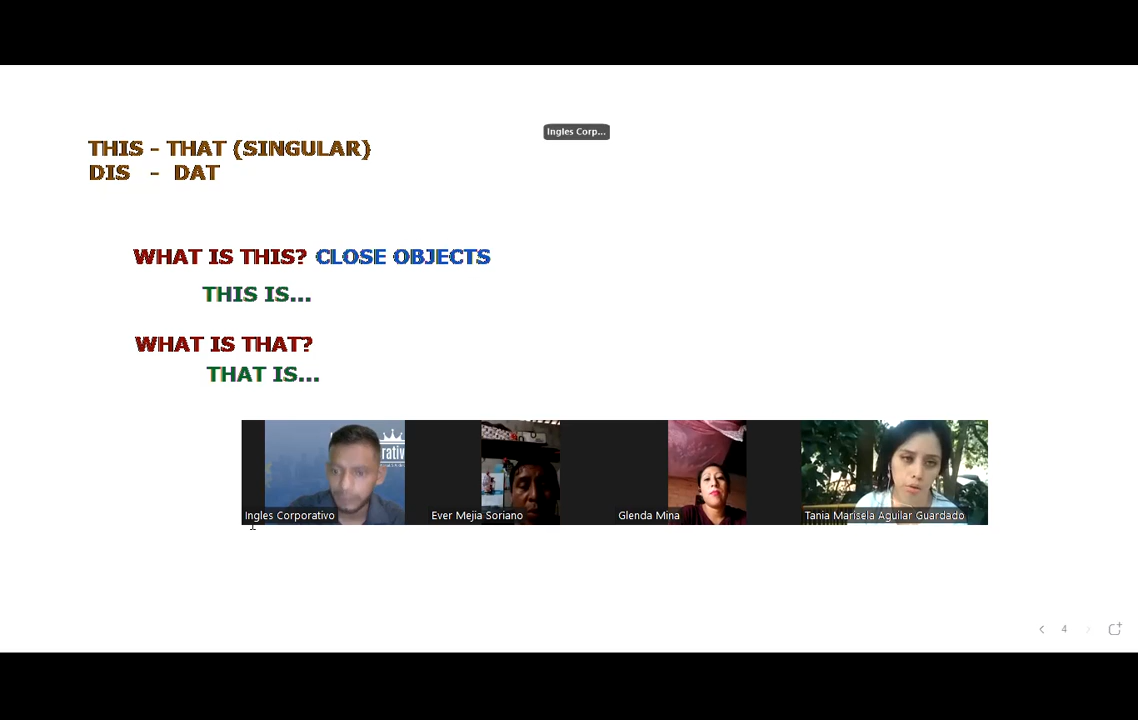 Ingles Corp...
THIS - THAT (SINGULAR)
DIS - DAT
WHAT IS THIS? CLOSE OBJECTS
THIS IS...
WHAT IS THAT?
THAT IS...
rativ
Ingles Corporativo
Ever Mejia Soriano
Glenda Mina
Tania Marisela Aguilar Guardado
4